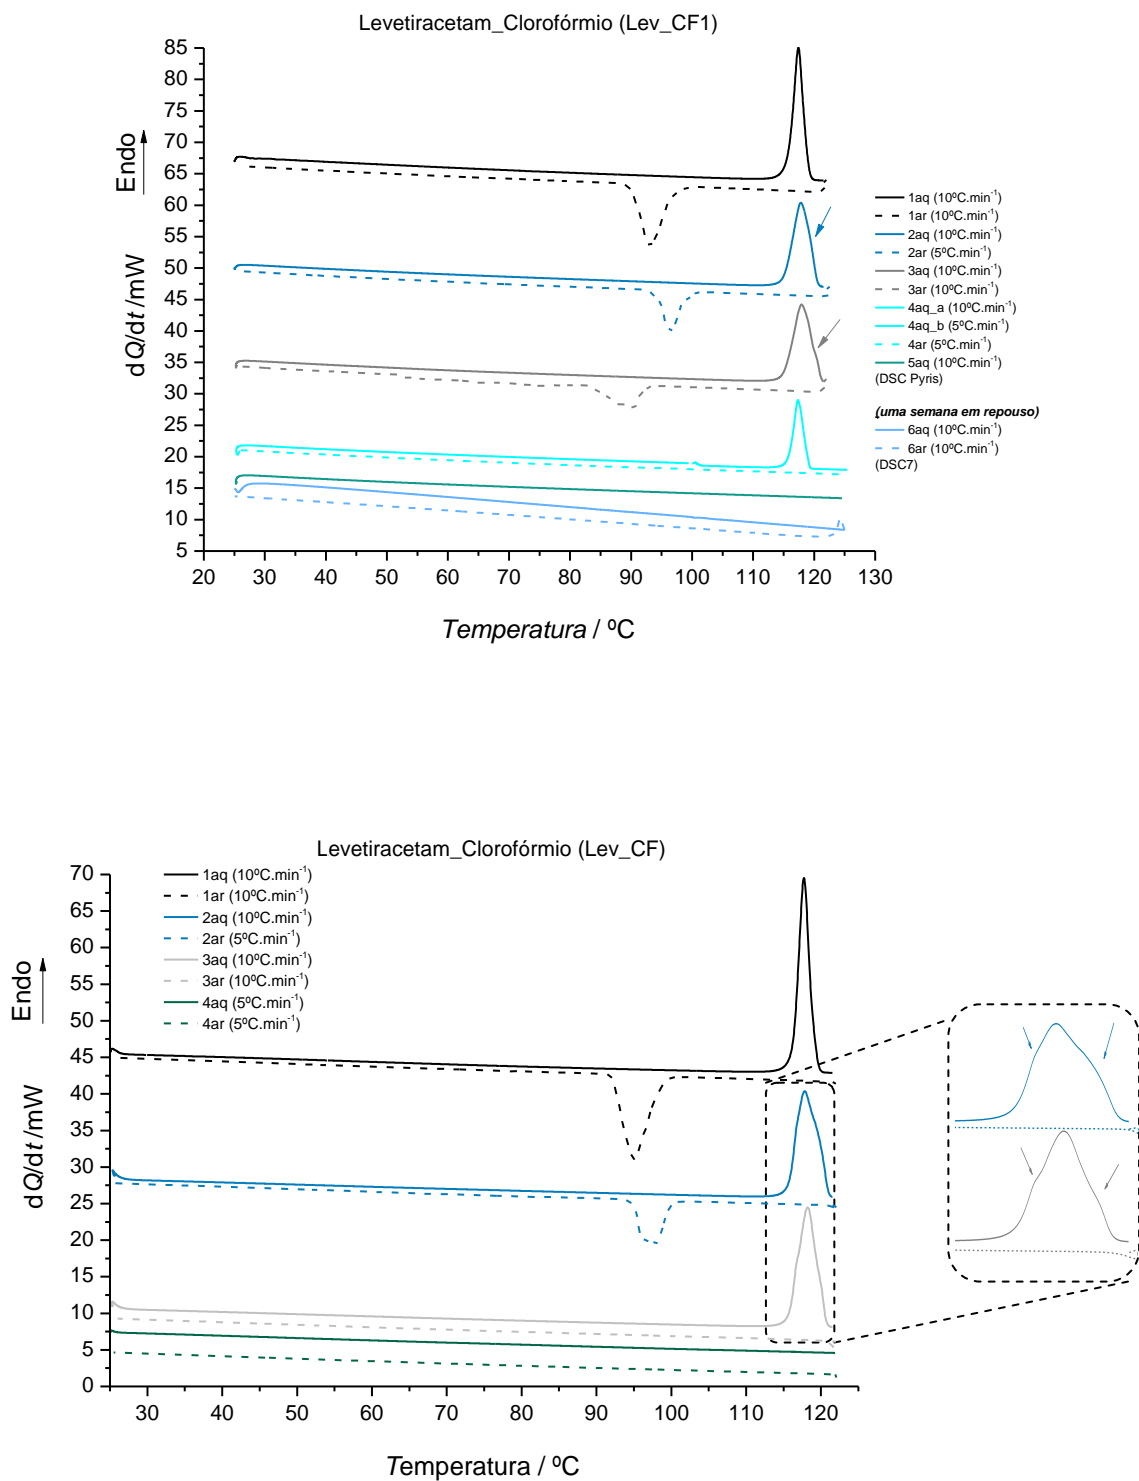 Levetiracetam_Clorofórmio (Lev_CF1)
85
80
75
70
65
60
55
50
45
40
35
30
25
20
15
10
5
dQ/dt /mW
Endo
20 30 40 50 60 70 80 90 100 110 120 130
Temperatura / ºC
1aq (10ºC.min-1)
1ar (10ºC.min-1)
2aq (10ºC.min-1)
2ar (5ºC.min-1)
3aq (10ºC.min-1)
3ar (10ºC.min-1)
4aq_a (10ºC.min-1)
4aq_b (5ºC.min-1)
4ar (5ºC.min-1)
5aq (10ºC.min-1)
(DSC Pyris)
(uma semana em repouso)
6aq (10ºC.min-1)
6ar (10ºC.min-1)
(DSC7)
Levetiracetam_Clorofórmio (Lev_CF)
70
65
60
55
50
45
40
35
30
25
20
15
10
5
0
dQ/dt /mW
Endo
1aq (10ºC.min-1)
1ar (10ºC.min-1)
2aq (10ºC.min-1)
2ar (5ºC.min-1)
3aq (10ºC.min-1)
3ar (10ºC.min-1)
4aq (5ºC.min-1)
4ar (5ºC.min-1)
30 40 50 60 70 80 90 100 110 120
Temperatura / ºC